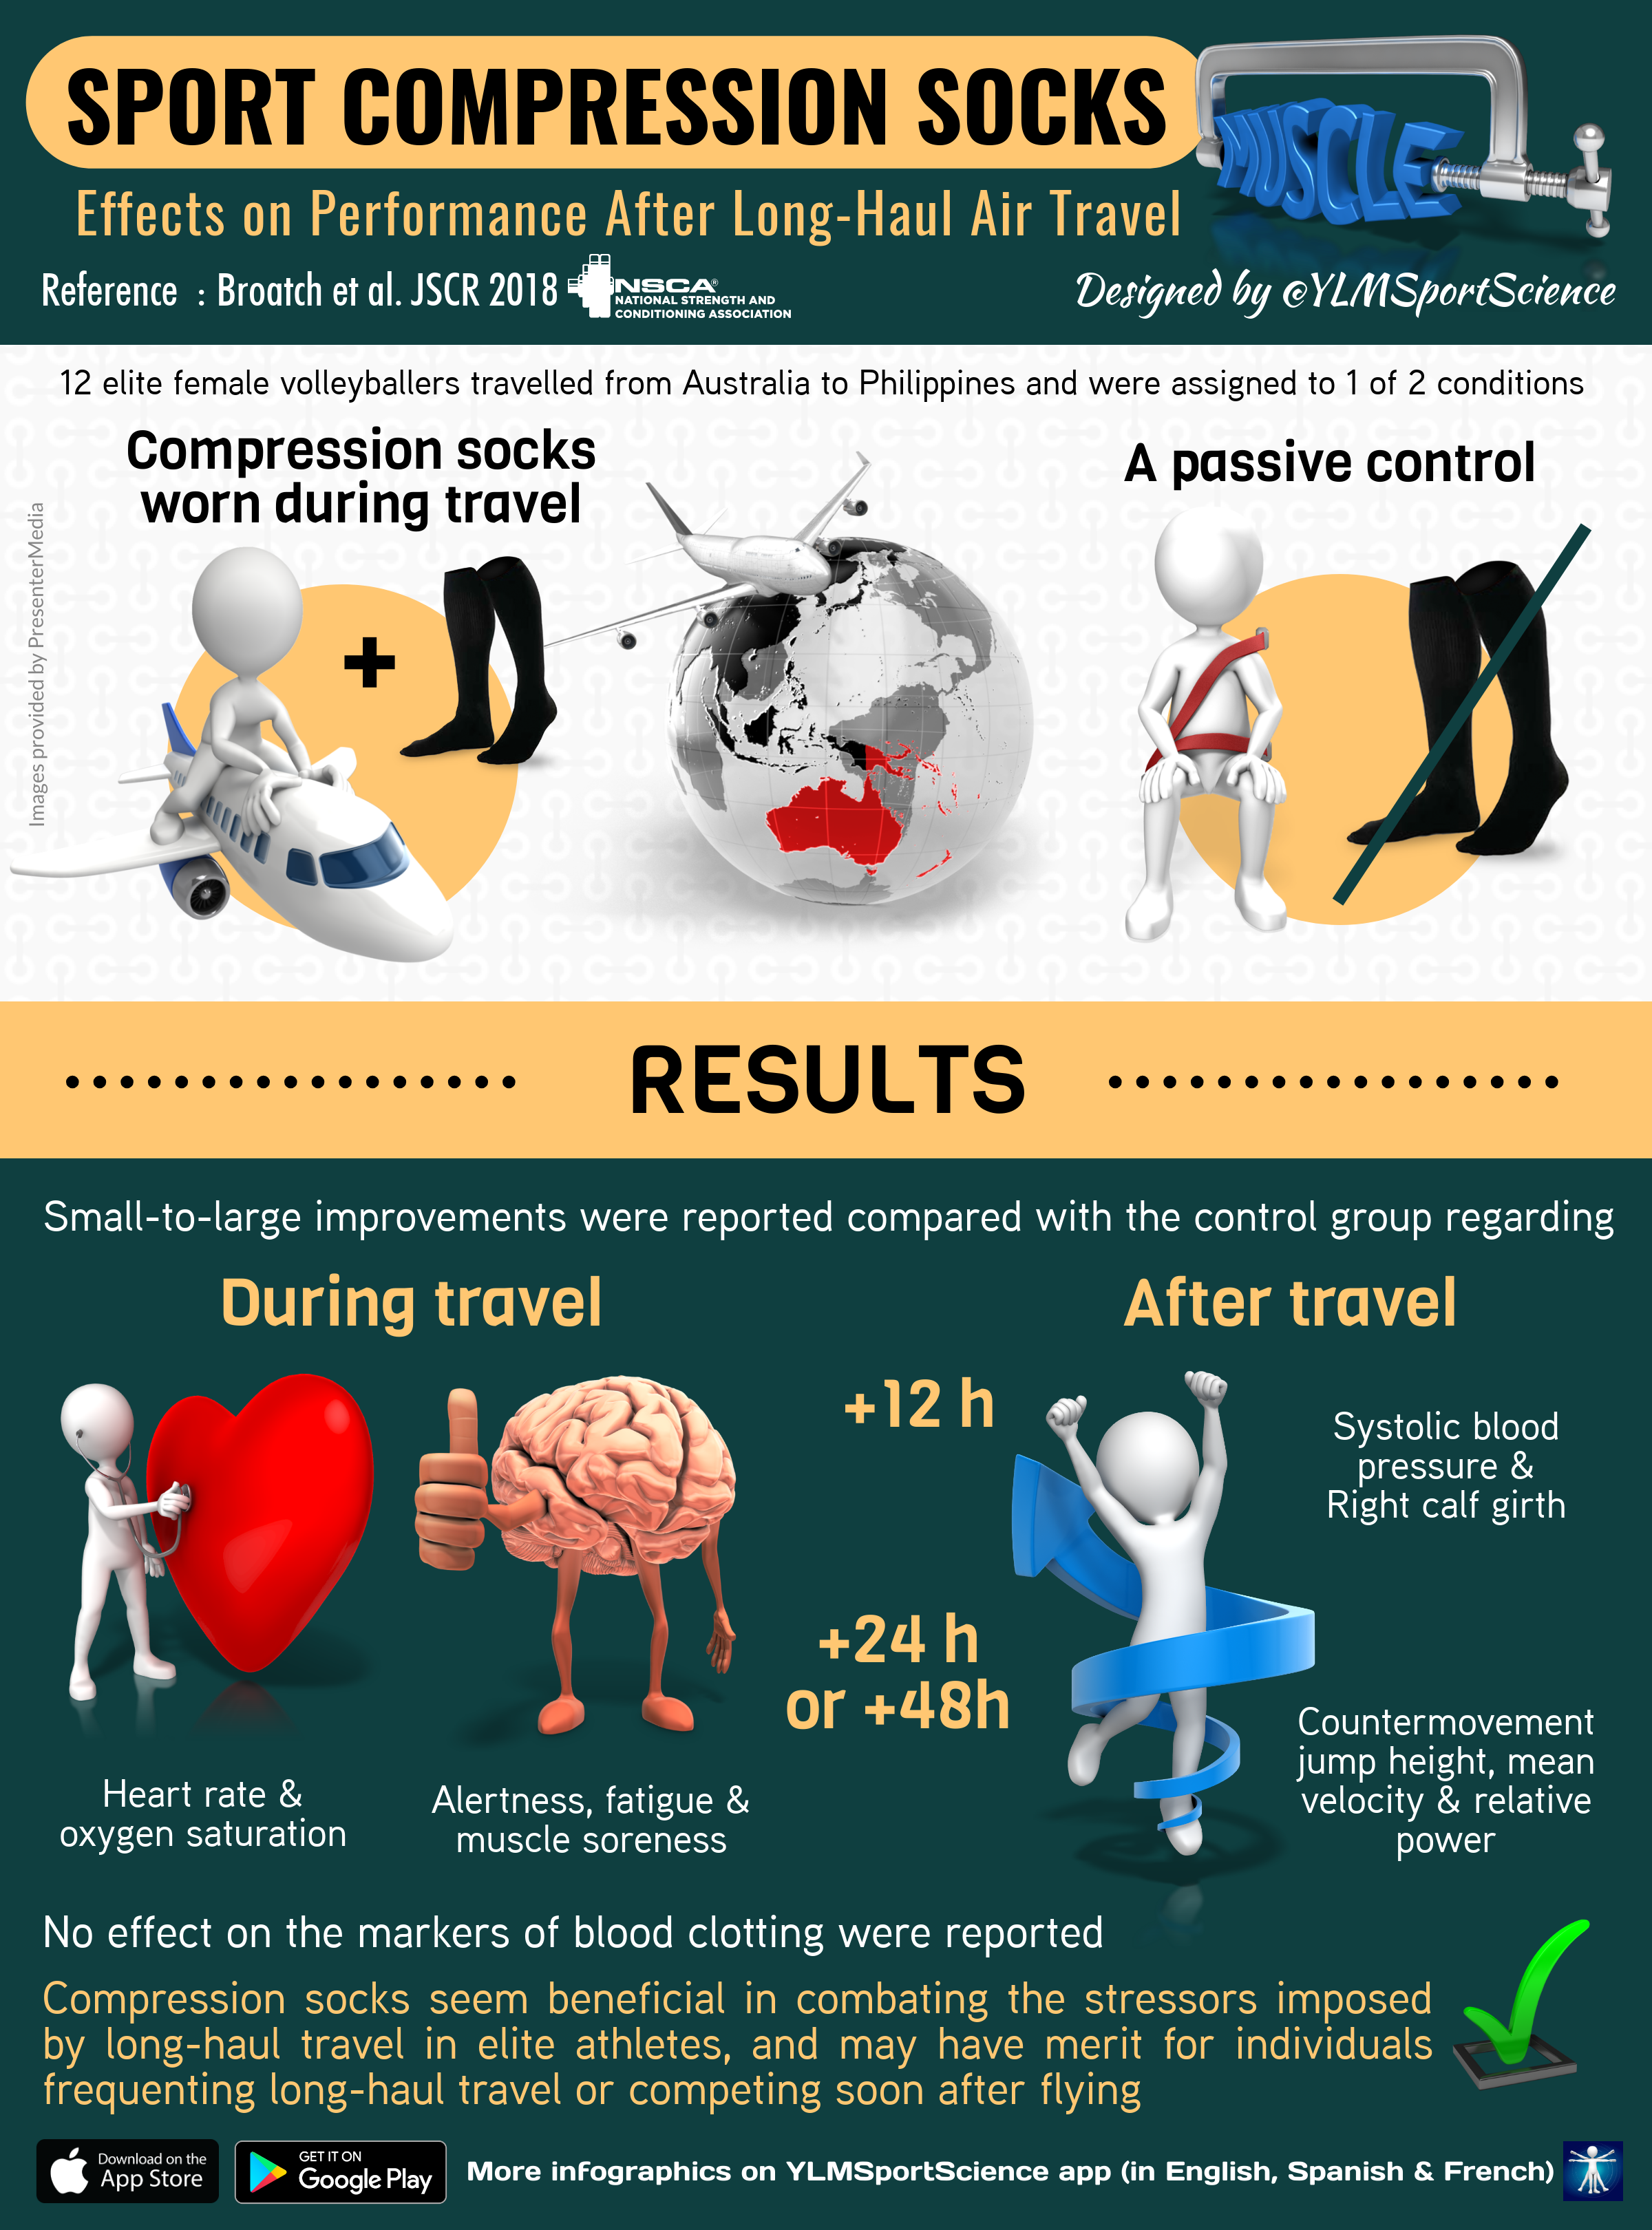 SPORT COMPRESSION SOCKS
MUSCLE
Effects on Performance After Long-Haul Air Travel
Reference : Broatch et al. JSCR 2018
NSCA®
NATIONAL STRENGTH AND
CONDITIONING ASSOCIATION
Designed by @YLMSportScience
12 elite female volleyballers travelled from Australia to Philippines and were assigned to 1 of 2 conditions
Compression socks
worn during travel
A passive control
+
Images provided by PresenterMedia
RESULTS
Small-to-large improvements were reported compared with the control group regarding
During travel
After travel
+12 h
Systolic blood
pressure &
Right calf girth
+24 h
or +48h
Countermovement
jump height, mean
velocity & relative
power
Heart rate &
oxygen saturation
Alertness, fatigue &
muscle soreness
No effect on the markers of blood clotting were reported
Compression socks seem beneficial in combating the stressors imposed
by long-haul travel in elite athletes, and may have merit for individuals
frequenting long-haul travel or competing soon after flying
Download on the
App Store
GET IT ON
Google Play
More infographics on YLMSportScience app (in English, Spanish & French)